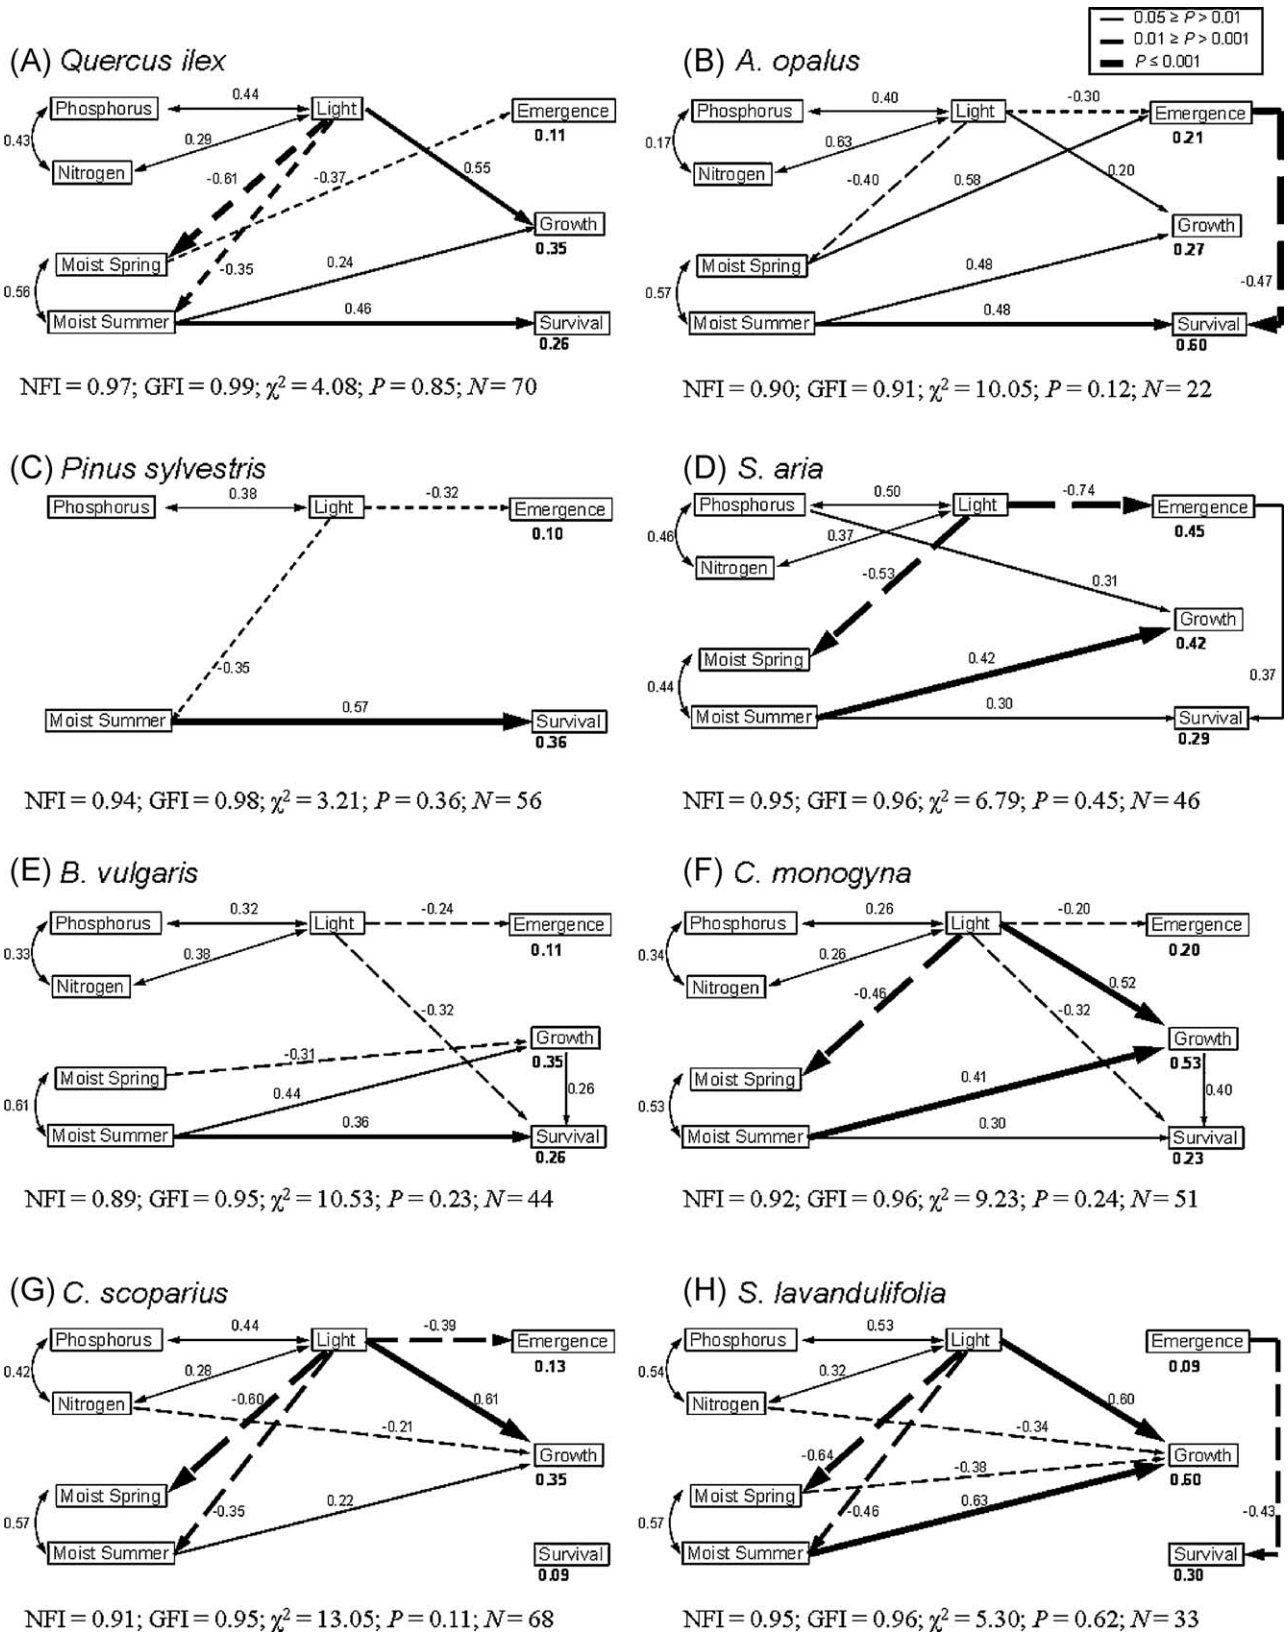 0.05 ≥ P > 0.01
0.01 ≥ P > 0.001
P ≤ 0.001
(A) Quercus ilex
Phosphorus 0.44 Light Emergence
0.11
0.43 0.29
Nitrogen
-0.61 -0.37 0.55
Growth
0.35
Moist Spring
-0.35 0.24
0.56
0.46
Moist Summer Survival
0.26
NFI = 0.97; GFI = 0.99; χ² = 4.08; P = 0.85; N = 70
(B) A. opalus
Phosphorus 0.40 Light -0.30 Emergence
0.21
0.17 0.63
Nitrogen
-0.40 0.58 0.20
Growth
0.27
Moist Spring
0.48 -0.47
0.57
0.48
Moist Summer Survival
0.60
NFI = 0.90; GFI = 0.91; χ² = 10.05; P = 0.12; N = 22
(C) Pinus sylvestris
Phosphorus 0.38 Light -0.32 Emergence
0.10
-0.35
0.57
Moist Summer Survival
0.36
NFI = 0.94; GFI = 0.98; χ² = 3.21; P = 0.36; N = 56
(D) S. aria
Phosphorus 0.50 Light -0.74 Emergence
0.45
0.46 0.37
Nitrogen
-0.53 0.31
Growth
0.42
Moist Spring
0.42 0.37
0.44
0.30
Moist Summer Survival
0.29
NFI = 0.95; GFI = 0.96; χ² = 6.79; P = 0.45; N = 46
(E) B. vulgaris
Phosphorus 0.32 Light -0.24 Emergence
0.11
0.33 0.38
Nitrogen
-0.32
Growth
0.35
-0.31
Moist Spring
0.44 0.26
0.61
0.36
Moist Summer Survival
0.26
NFI = 0.89; GFI = 0.95; χ² = 10.53; P = 0.23; N = 44
(F) C. monogyna
Phosphorus 0.26 Light -0.20 Emergence
0.20
0.34 0.26
Nitrogen
-0.46 0.52
-0.32
Growth
0.53
Moist Spring
0.41 0.40
0.53
0.30
Moist Summer Survival
0.23
NFI = 0.92; GFI = 0.96; χ² = 9.23; P = 0.24; N = 51
(G) C. scoparius
Phosphorus 0.44 Light -0.39 Emergence
0.13
0.42 0.28
Nitrogen
-0.60 0.61
-0.21
Growth
0.35
Moist Spring
-0.35 0.22
0.57
Moist Summer Survival
0.09
NFI = 0.91; GFI = 0.95; χ² = 13.05; P = 0.11; N = 68
(H) S. lavandulifolia
Phosphorus 0.53 Light Emergence
0.09
0.54 0.32
Nitrogen
0.60
-0.34
-0.64 Growth
-0.38 0.60
Moist Spring
-0.46 0.63 -0.43
0.57
Moist Summer Survival
0.30
NFI = 0.95; GFI = 0.96; χ² = 5.30; P = 0.62; N = 33